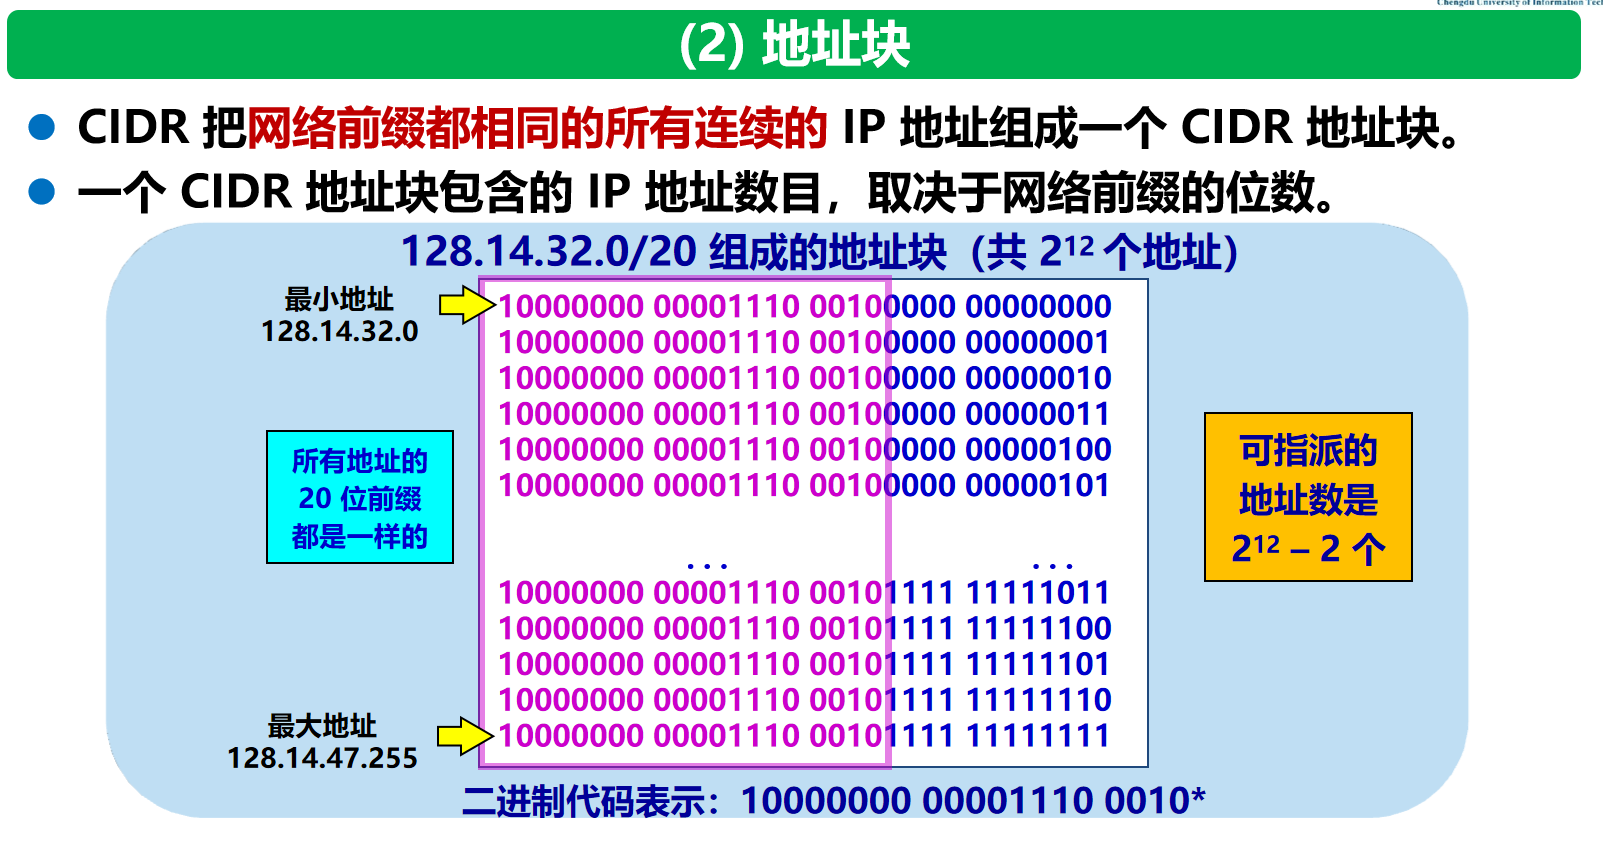 Chengdu University of Information Tec
(2) 地址块
CIDR 把网络前缀都相同的所有连续的 IP 地址组成一个 CIDR 地址块。
一个 CIDR 地址块包含的 IP 地址数目，取决于网络前缀的位数。
128.14.32.0/20 组成的地址块（共 2¹² 个地址）
最小地址
128.14.32.0
10000000 00001110 00100000 00000000
10000000 00001110 00100000 00000001
10000000 00001110 00100000 00000010
10000000 00001110 00100000 00000011
10000000 00001110 00100000 00000100
10000000 00001110 00100000 00000101
所有地址的
20 位前缀
都是一样的
可指派的
地址数是
2¹² – 2 个
... ...
10000000 00001110 00101111 11111011
10000000 00001110 00101111 11111100
10000000 00001110 00101111 11111101
10000000 00001110 00101111 11111110
10000000 00001110 00101111 11111111
最大地址
128.14.47.255
二进制代码表示：10000000 00001110 0010*